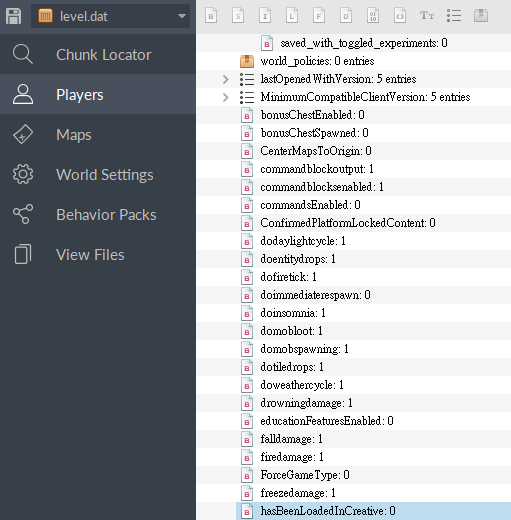 level.dat
B S I L F D 01 10 <> TT
Chunk Locator
Players
Maps
World Settings
Behavior Packs
View Files
saved_with_toggled_experiments: 0
world_policies: 0 entries
lastOpenedWithVersion: 5 entries
MinimumCompatibleClientVersion: 5 entries
bonusChestEnabled: 0
bonusChestSpawned: 0
CenterMapsToOrigin: 0
commandblockoutput: 1
commandblocksenabled: 1
commandsEnabled: 0
ConfirmedPlatformLockedContent: 0
dodaylightcycle: 1
doentitydrops: 1
dofiretick: 1
doimmediaterespawn: 0
doinsomnia: 1
domobloot: 1
domobspawning: 1
dotiledrops: 1
doweathercycle: 1
drowningdamage: 1
educationFeaturesEnabled: 0
falldamage: 1
firedamage: 1
ForceGameType: 0
freezedamage: 1
hasBeenLoadedInCreative: 0